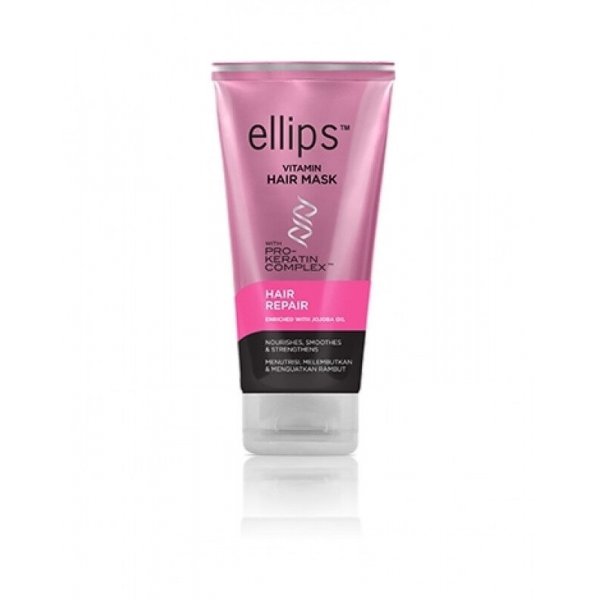 ellips™
VITAMIN
HAIR MASK
WITH
PRO-
KERATIN
COMPLEX™
HAIR
REPAIR
ENRICHED WITH JOJOBA OIL
NOURISHES, SMOOTHES
& STRENGTHENS
MENUTRISI, MELEMBUTKAN
& MENGUATKAN RAMBUT